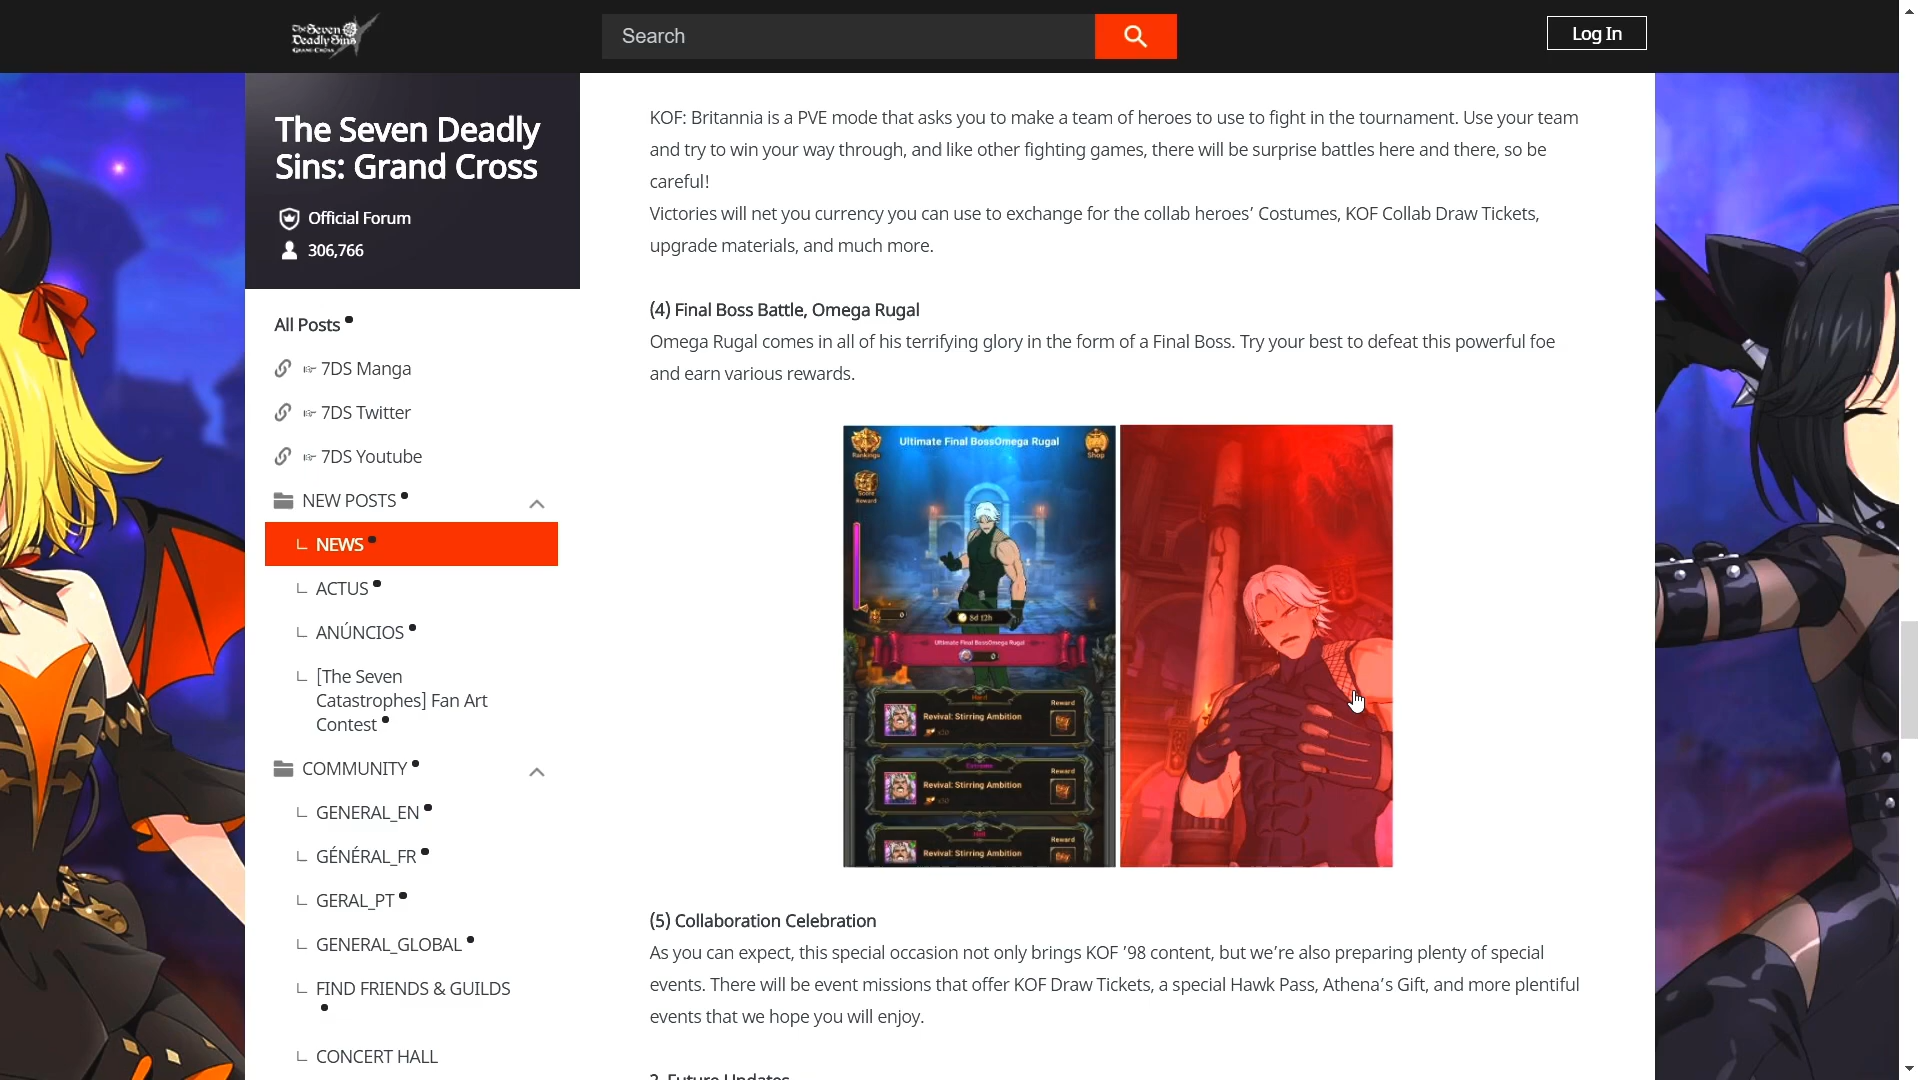 The Seven
Deadly Sins
GRAND CROSS
Search
Log In
The Seven Deadly
Sins: Grand Cross
Official Forum
306,766
All Posts
☞ 7DS Manga
☞ 7DS Twitter
☞ 7DS Youtube
NEW POSTS
NEWS
ACTUS
ANÚNCIOS
[The Seven
Catastrophes] Fan Art
Contest
COMMUNITY
GENERAL_EN
GÉNÉRAL_FR
GERAL_PT
GENERAL_GLOBAL
FIND FRIENDS & GUILDS
CONCERT HALL
KOF: Britannia is a PVE mode that asks you to make a team of heroes to use to fight in the tournament. Use your team
and try to win your way through, and like other fighting games, there will be surprise battles here and there, so be
careful!
Victories will net you currency you can use to exchange for the collab heroes’ Costumes, KOF Collab Draw Tickets,
upgrade materials, and much more.
(4) Final Boss Battle, Omega Rugal
Omega Rugal comes in all of his terrifying glory in the form of a Final Boss. Try your best to defeat this powerful foe
and earn various rewards.
Ultimate Final BossOmega Rugal
Rankings
Shop
Score
Reward
0
8d 12h
Ultimate Final BossOmega Rugal
0
Hard
Reward
Revival: Stirring Ambition
x10
Extreme
Reward
Revival: Stirring Ambition
x10
Hell
Reward
Revival: Stirring Ambition
(5) Collaboration Celebration
As you can expect, this special occasion not only brings KOF ’98 content, but we’re also preparing plenty of special
events. There will be event missions that offer KOF Draw Tickets, a special Hawk Pass, Athena’s Gift, and more plentiful
events that we hope you will enjoy.
2. Future Updates